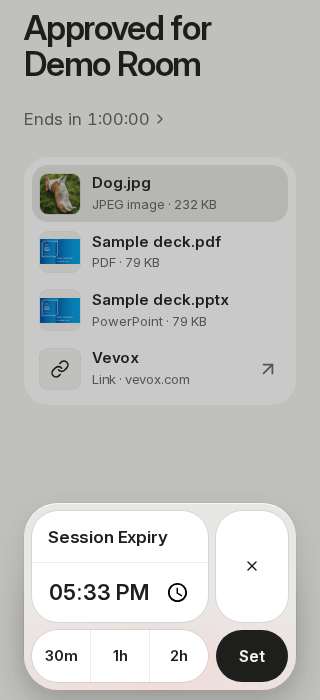 Approved for
Demo Room
Ends in 1:00:00
Dog.jpg
JPEG image · 232 KB
Sample deck.pdf
PDF · 79 KB
Sample deck.pptx
PowerPoint · 79 KB
Vevox
Link · vevox.com
Session Expiry
05:33 PM
30m 1h 2h
Set